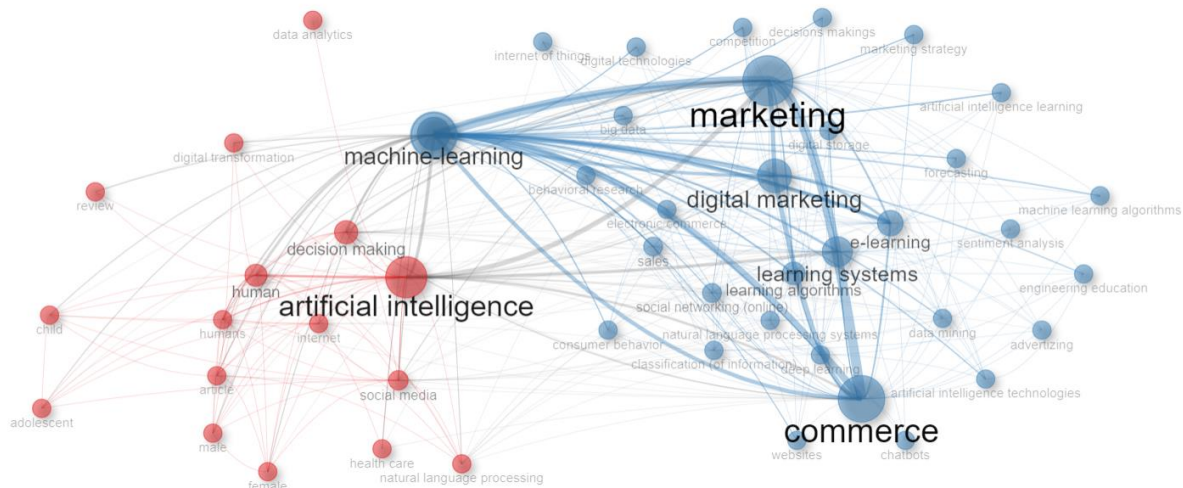 data analytics
internet of things
digital technologies
competition
decisions makings
marketing strategy
artificial intelligence learning
marketing
big data
digital storage
machine-learning
digital transformation
forecasting
behavioral research
digital marketing
machine learning algorithms
review
electronic commerce
e-learning
sentiment analysis
decision making
sales
learning systems
engineering education
human
learning algorithms
artificial intelligence
social networking (online)
child
humans
internet
natural language processing systems
data mining
consumer behavior
advertizing
classification (of information)
deep learning
article
social media
artificial intelligence technologies
adolescent
commerce
male
health care
websites
chatbots
female
natural language processing